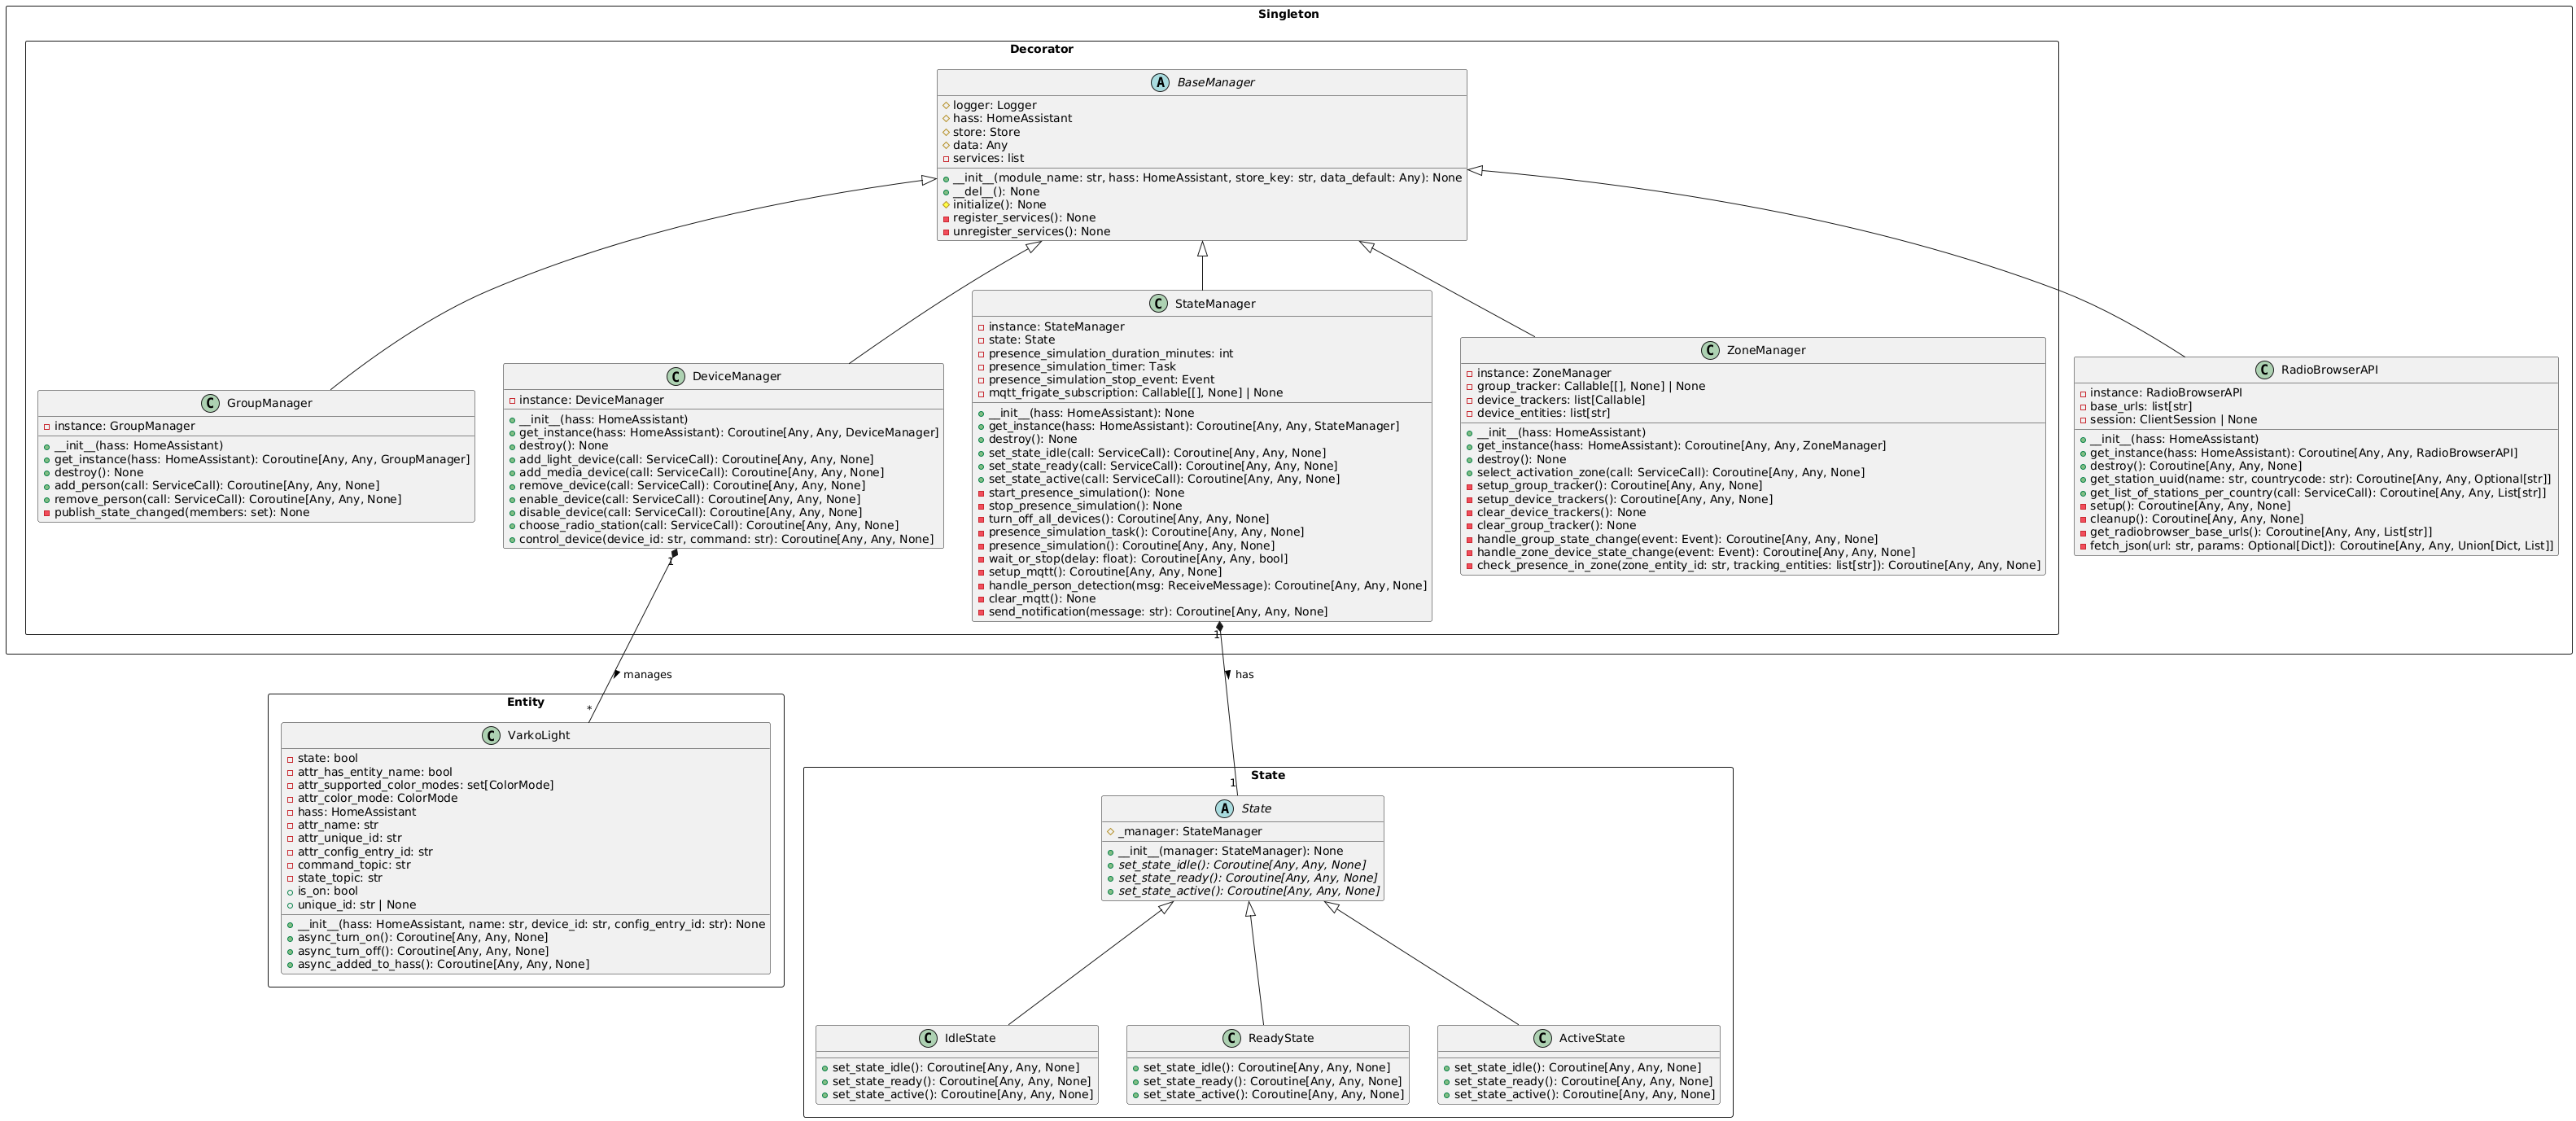 Singleton
Decorator
BaseManager
logger: Logger
hass: HomeAssistant
store: Store
data: Any
services: list
__init__(module_name: str, hass: HomeAssistant, store_key: str, data_default: Any): None
__del__(): None
initialize(): None
register_services(): None
unregister_services(): None
GroupManager
instance: GroupManager
__init__(hass: HomeAssistant)
get_instance(hass: HomeAssistant): Coroutine[Any, Any, GroupManager]
destroy(): None
add_person(call: ServiceCall): Coroutine[Any, Any, None]
remove_person(call: ServiceCall): Coroutine[Any, Any, None]
publish_state_changed(members: set): None
DeviceManager
instance: DeviceManager
__init__(hass: HomeAssistant)
get_instance(hass: HomeAssistant): Coroutine[Any, Any, DeviceManager]
destroy(): None
add_light_device(call: ServiceCall): Coroutine[Any, Any, None]
add_media_device(call: ServiceCall): Coroutine[Any, Any, None]
remove_device(call: ServiceCall): Coroutine[Any, Any, None]
enable_device(call: ServiceCall): Coroutine[Any, Any, None]
disable_device(call: ServiceCall): Coroutine[Any, Any, None]
choose_radio_station(call: ServiceCall): Coroutine[Any, Any, None]
control_device(device_id: str, command: str): Coroutine[Any, Any, None]
StateManager
instance: StateManager
state: State
presence_simulation_duration_minutes: int
presence_simulation_timer: Task
presence_simulation_stop_event: Event
mqtt_frigate_subscription: Callable[[], None] | None
__init__(hass: HomeAssistant): None
get_instance(hass: HomeAssistant): Coroutine[Any, Any, StateManager]
destroy(): None
set_state_idle(call: ServiceCall): Coroutine[Any, Any, None]
set_state_ready(call: ServiceCall): Coroutine[Any, Any, None]
set_state_active(call: ServiceCall): Coroutine[Any, Any, None]
start_presence_simulation(): None
stop_presence_simulation(): None
turn_off_all_devices(): Coroutine[Any, Any, None]
presence_simulation_task(): Coroutine[Any, Any, None]
presence_simulation(): Coroutine[Any, Any, None]
wait_or_stop(delay: float): Coroutine[Any, Any, bool]
setup_mqtt(): Coroutine[Any, Any, None]
handle_person_detection(msg: ReceiveMessage): Coroutine[Any, Any, None]
clear_mqtt(): None
send_notification(message: str): Coroutine[Any, Any, None]
ZoneManager
instance: ZoneManager
group_tracker: Callable[[], None] | None
device_trackers: list[Callable]
device_entities: list[str]
__init__(hass: HomeAssistant)
get_instance(hass: HomeAssistant): Coroutine[Any, Any, ZoneManager]
destroy(): None
select_activation_zone(call: ServiceCall): Coroutine[Any, Any, None]
setup_group_tracker(): Coroutine[Any, Any, None]
setup_device_trackers(): Coroutine[Any, Any, None]
clear_device_trackers(): None
clear_group_tracker(): None
handle_group_state_change(event: Event): Coroutine[Any, Any, None]
handle_zone_device_state_change(event: Event): Coroutine[Any, Any, None]
check_presence_in_zone(zone_entity_id: str, tracking_entities: list[str]): Coroutine[Any, Any, None]
RadioBrowserAPI
instance: RadioBrowserAPI
base_urls: list[str]
session: ClientSession | None
__init__(hass: HomeAssistant)
get_instance(hass: HomeAssistant): Coroutine[Any, Any, RadioBrowserAPI]
destroy(): Coroutine[Any, Any, None]
get_station_uuid(name: str, countrycode: str): Coroutine[Any, Any, Optional[str]]
get_list_of_stations_per_country(call: ServiceCall): Coroutine[Any, Any, List[str]]
setup(): Coroutine[Any, Any, None]
cleanup(): Coroutine[Any, Any, None]
get_radiobrowser_base_urls(): Coroutine[Any, Any, List[str]]
fetch_json(url: str, params: Optional[Dict]): Coroutine[Any, Any, Union[Dict, List]]
1
1
manages
has
*
1
Entity
VarkoLight
state: bool
attr_has_entity_name: bool
attr_supported_color_modes: set[ColorMode]
attr_color_mode: ColorMode
hass: HomeAssistant
attr_name: str
attr_unique_id: str
attr_config_entry_id: str
command_topic: str
state_topic: str
is_on: bool
unique_id: str | None
__init__(hass: HomeAssistant, name: str, device_id: str, config_entry_id: str): None
async_turn_on(): Coroutine[Any, Any, None]
async_turn_off(): Coroutine[Any, Any, None]
async_added_to_hass(): Coroutine[Any, Any, None]
State
State
_manager: StateManager
__init__(manager: StateManager): None
set_state_idle(): Coroutine[Any, Any, None]
set_state_ready(): Coroutine[Any, Any, None]
set_state_active(): Coroutine[Any, Any, None]
IdleState
set_state_idle(): Coroutine[Any, Any, None]
set_state_ready(): Coroutine[Any, Any, None]
set_state_active(): Coroutine[Any, Any, None]
ReadyState
set_state_idle(): Coroutine[Any, Any, None]
set_state_ready(): Coroutine[Any, Any, None]
set_state_active(): Coroutine[Any, Any, None]
ActiveState
set_state_idle(): Coroutine[Any, Any, None]
set_state_ready(): Coroutine[Any, Any, None]
set_state_active(): Coroutine[Any, Any, None]